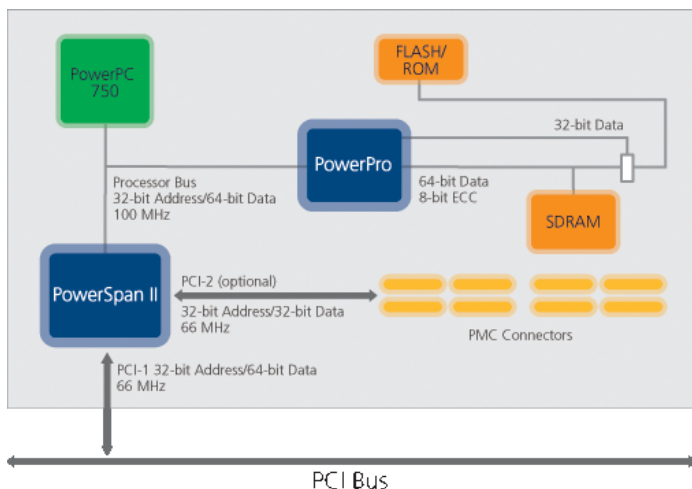 PowerPC
750
FLASH/
ROM
32-bit Data
PowerPro
Processor Bus
32-bit Address/64-bit Data
100 MHz
64-bit Data
8-bit ECC
SDRAM
PowerSpan II
PCI-2 (optional)
32-bit Address/32-bit Data
66 MHz
PMC Connectors
PCI-1 32-bit Address/64-bit Data
66 MHz
PCI Bus